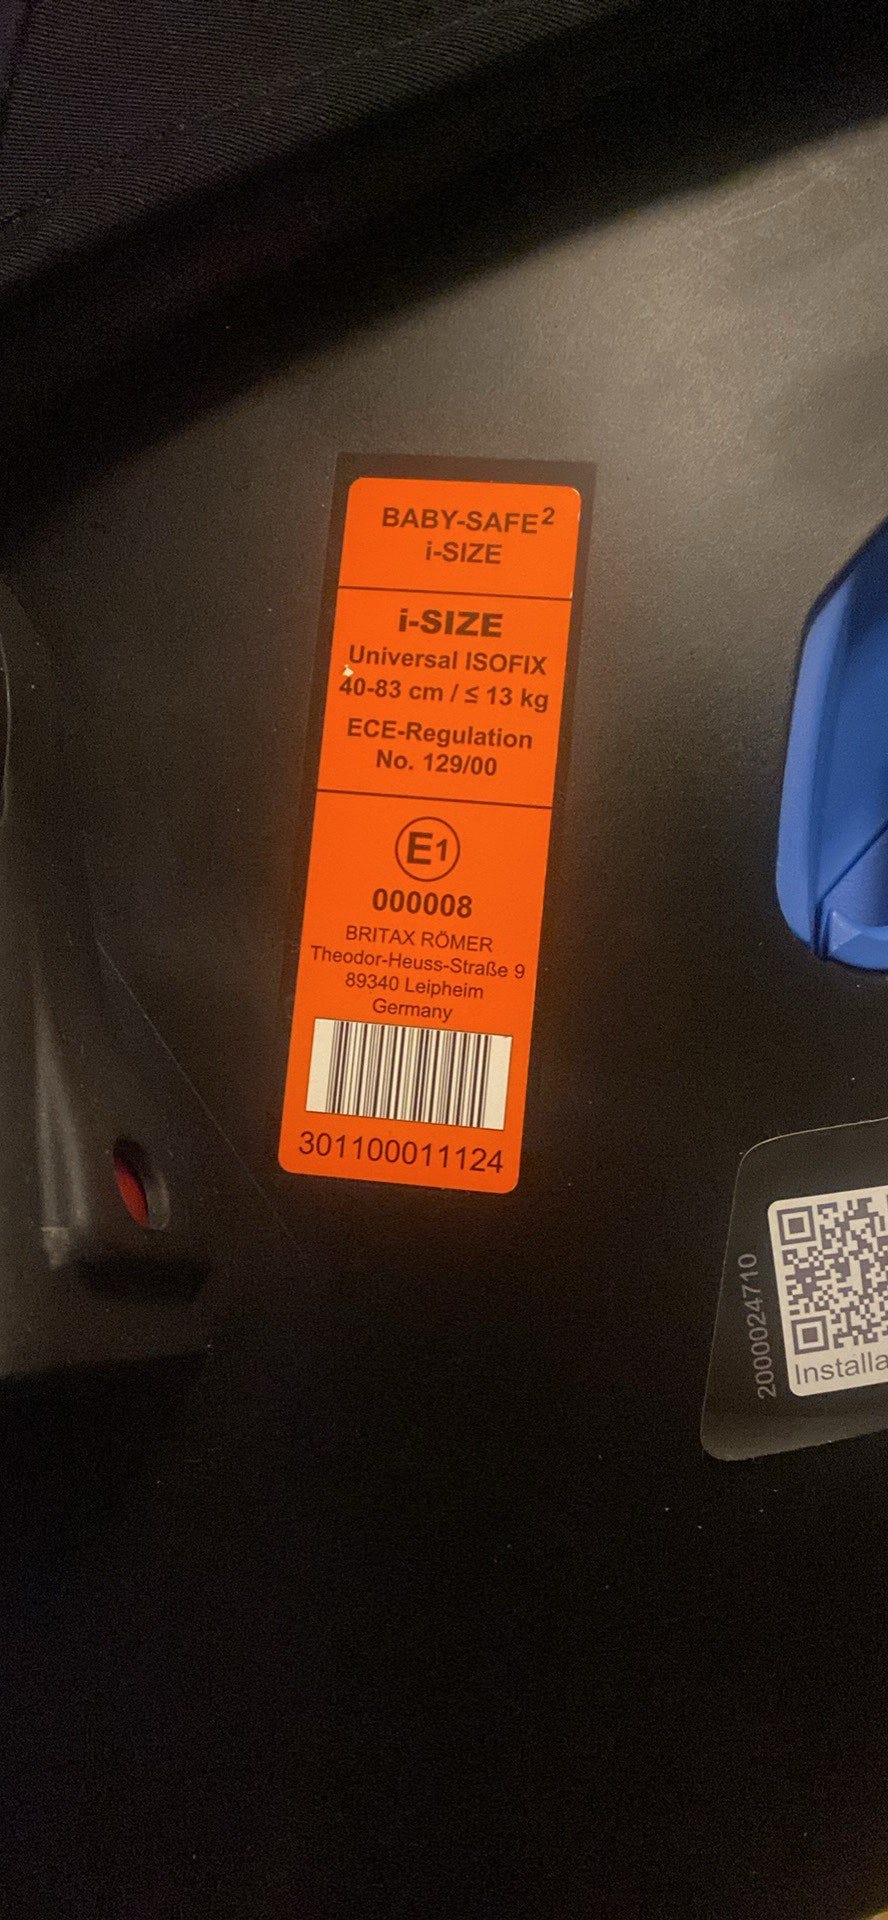 BABY-SAFE²
i-SIZE
i-SIZE
Universal ISOFIX
40-83 cm / ≤ 13 kg
ECE-Regulation
No. 129/00
E1
000008
BRITAX RÖMER
Theodor-Heuss-Straße 9
89340 Leipheim
Germany
301100011124
2000024710
Installa